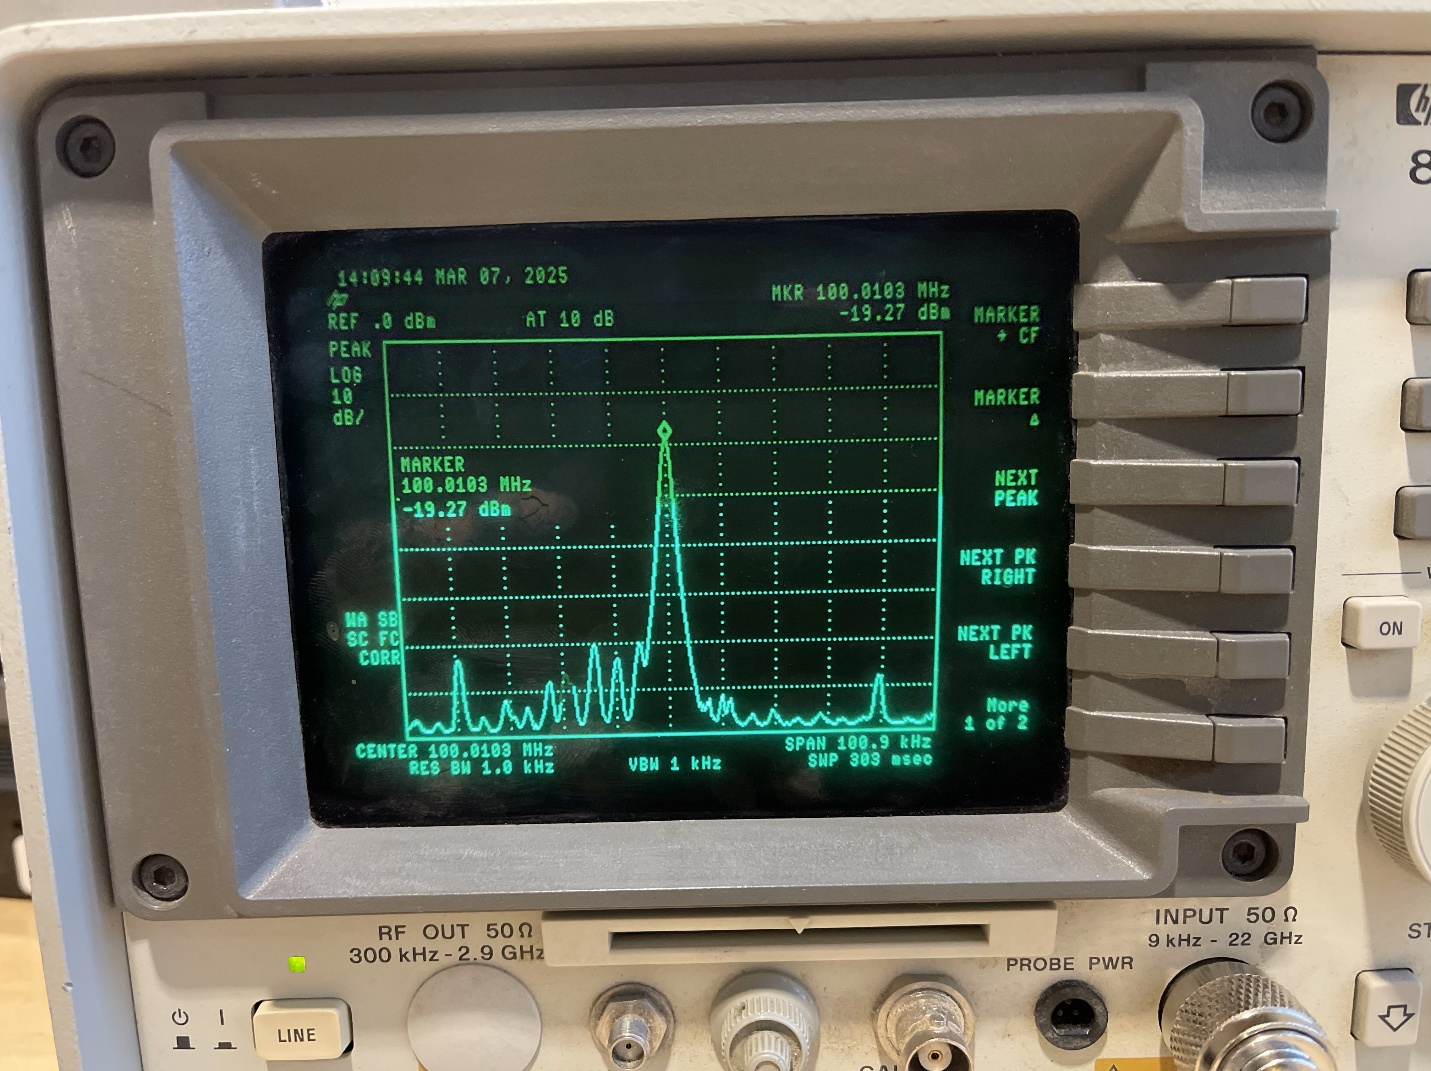 14:09:44 MAR 07, 2025
REF .0 dBm AT 10 dB
MKR 100.0103 MHz
-19.27 dBm
PEAK
LOG
10
dB/
MARKER
100.0103 MHz
-19.27 dBm
WA SB
SC FC
CORR
CENTER 100.0103 MHz
RES BW 1.0 kHz
VBW 1 kHz
SPAN 100.9 kHz
SWP 303 msec
MARKER
→ CF
MARKER
Δ
NEXT
PEAK
NEXT PK
RIGHT
NEXT PK
LEFT
More
1 of 2
hp
8
ON
RF OUT 50Ω
300 kHz-2.9 GHz
INPUT 50Ω
9 kHz - 22 GHz
PROBE PWR
LINE